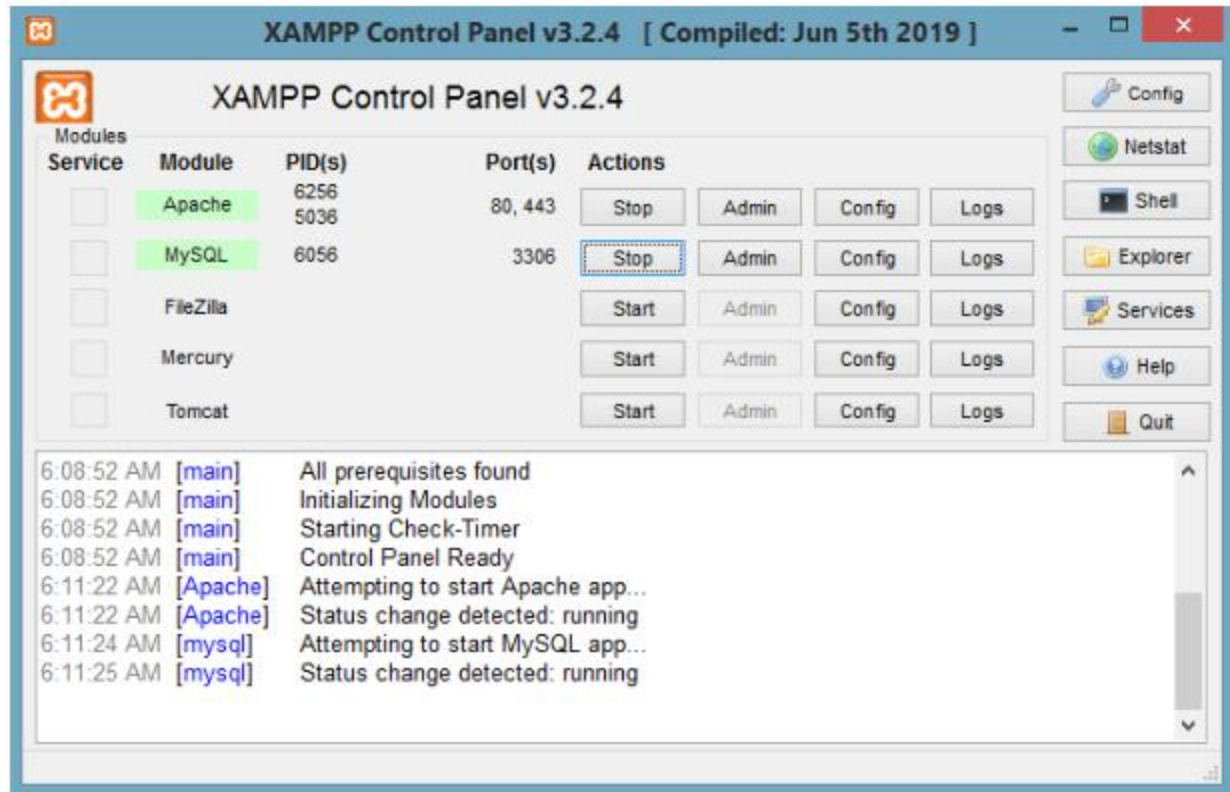 XAMPP Control Panel v3.2.4 [ Compiled: Jun 5th 2019 ]
XAMPP Control Panel v3.2.4
Config
Modules
Service Module PID(s) Port(s) Actions
Netstat
Apache 6256 5036 80, 443 Stop Admin Config Logs
Shell
MySQL 6056 3306 Stop Admin Config Logs
Explorer
FileZilla Start Admin Config Logs
Services
Mercury Start Admin Config Logs
Help
Tomcat Start Admin Config Logs
Quit
6:08:52 AM [main] All prerequisites found
6:08:52 AM [main] Initializing Modules
6:08:52 AM [main] Starting Check-Timer
6:08:52 AM [main] Control Panel Ready
6:11:22 AM [Apache] Attempting to start Apache app...
6:11:22 AM [Apache] Status change detected: running
6:11:24 AM [mysql] Attempting to start MySQL app...
6:11:25 AM [mysql] Status change detected: running